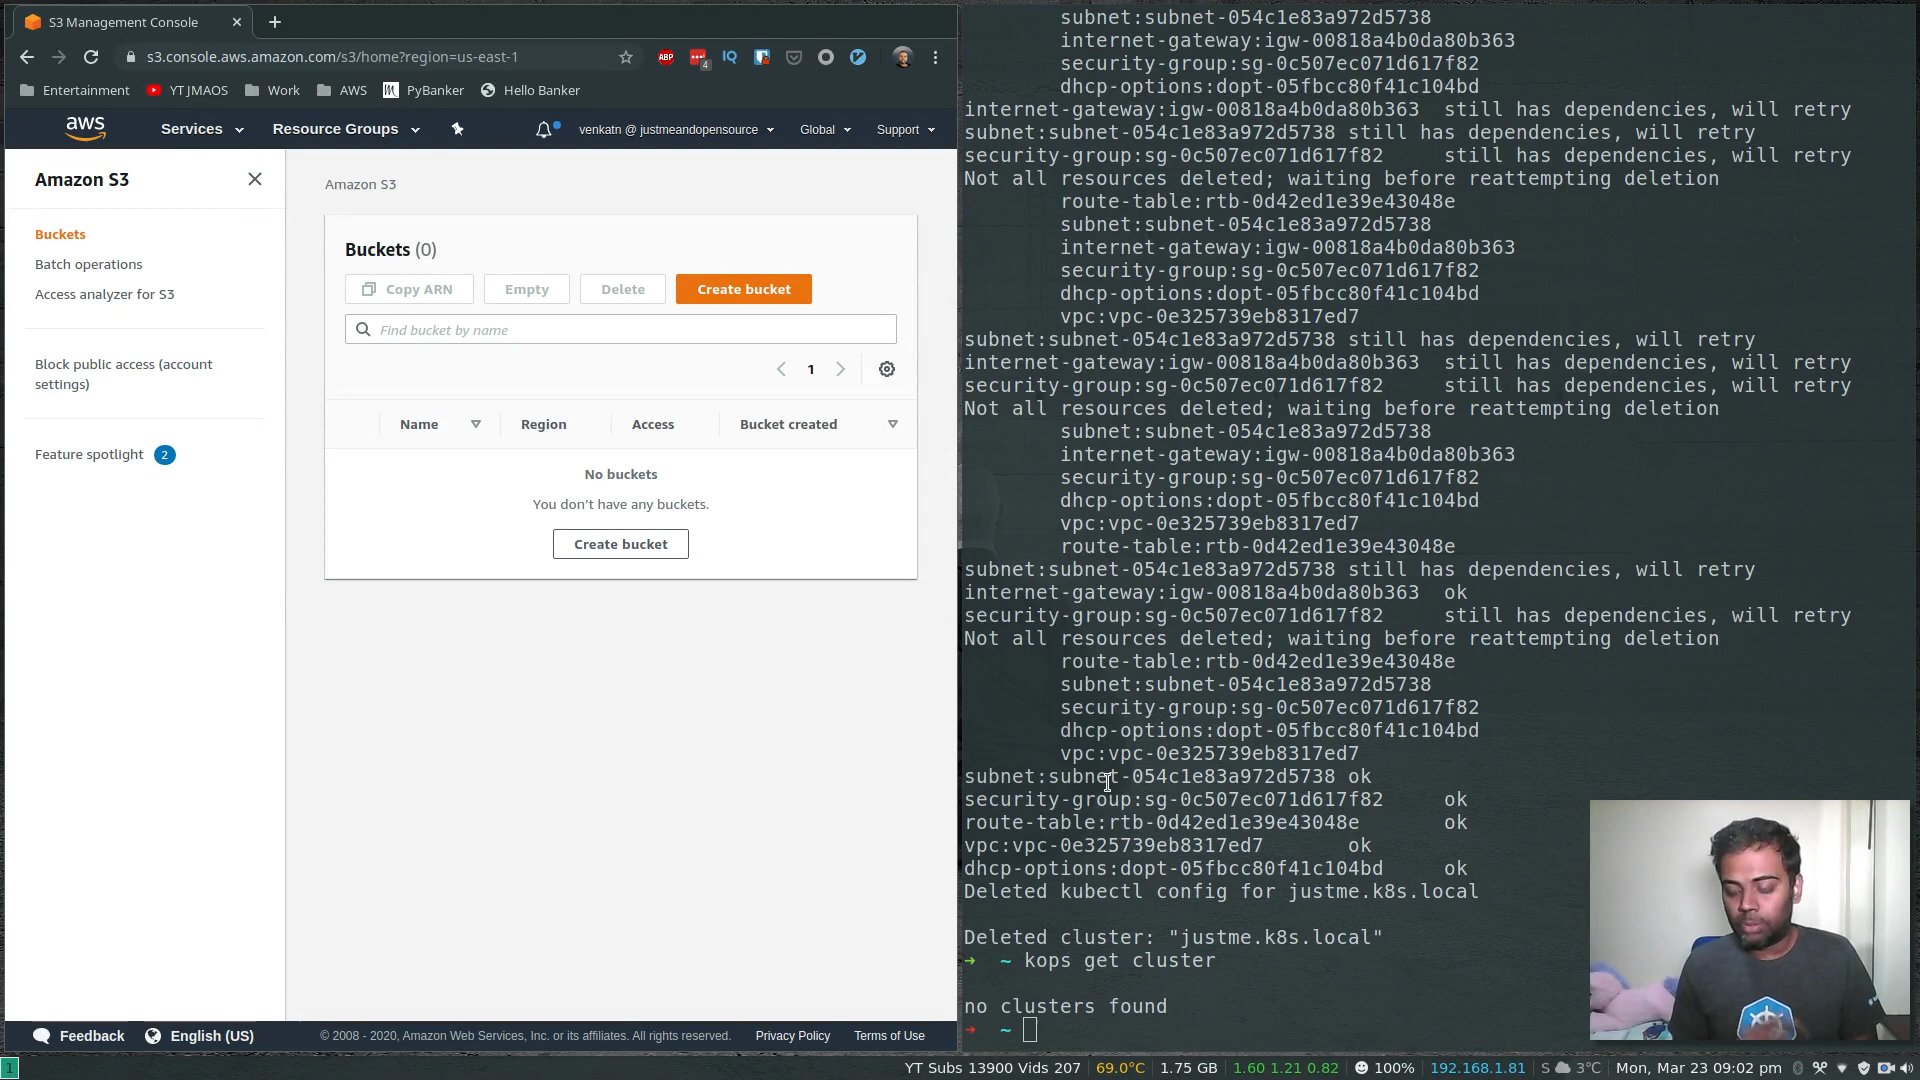 S3 Management Console
s3.console.aws.amazon.com/s3/home?region=us-east-1
ABP
4
IQ
Entertainment
YT JMAOS
Work
AWS
PyBanker
Hello Banker
aws
Services
Resource Groups
venkatn @ justmeandopensource
Global
Support
Amazon S3
Buckets
Batch operations
Access analyzer for S3
Block public access (account
settings)
Feature spotlight 2
Amazon S3
Buckets (0)
Copy ARN
Empty
Delete
Create bucket
Find bucket by name
1
Name
Region
Access
Bucket created
No buckets
You don't have any buckets.
Create bucket
Feedback
English (US)
© 2008 - 2020, Amazon Web Services, Inc. or its affiliates. All rights reserved.
Privacy Policy
Terms of Use
subnet:subnet-054c1e83a972d5738
internet-gateway:igw-00818a4b0da80b363
security-group:sg-0c507ec071d617f82
dhcp-options:dopt-05fbcc80f41c104bd
internet-gateway:igw-00818a4b0da80b363 still has dependencies, will retry
subnet:subnet-054c1e83a972d5738 still has dependencies, will retry
security-group:sg-0c507ec071d617f82 still has dependencies, will retry
Not all resources deleted; waiting before reattempting deletion
route-table:rtb-0d42ed1e39e43048e
subnet:subnet-054c1e83a972d5738
internet-gateway:igw-00818a4b0da80b363
security-group:sg-0c507ec071d617f82
dhcp-options:dopt-05fbcc80f41c104bd
vpc:vpc-0e325739eb8317ed7
subnet:subnet-054c1e83a972d5738 still has dependencies, will retry
internet-gateway:igw-00818a4b0da80b363 still has dependencies, will retry
security-group:sg-0c507ec071d617f82 still has dependencies, will retry
Not all resources deleted; waiting before reattempting deletion
subnet:subnet-054c1e83a972d5738
internet-gateway:igw-00818a4b0da80b363
security-group:sg-0c507ec071d617f82
dhcp-options:dopt-05fbcc80f41c104bd
vpc:vpc-0e325739eb8317ed7
route-table:rtb-0d42ed1e39e43048e
subnet:subnet-054c1e83a972d5738 still has dependencies, will retry
internet-gateway:igw-00818a4b0da80b363 ok
security-group:sg-0c507ec071d617f82 still has dependencies, will retry
Not all resources deleted; waiting before reattempting deletion
route-table:rtb-0d42ed1e39e43048e
subnet:subnet-054c1e83a972d5738
security-group:sg-0c507ec071d617f82
dhcp-options:dopt-05fbcc80f41c104bd
vpc:vpc-0e325739eb8317ed7
subnet:subnet-054c1e83a972d5738 ok
security-group:sg-0c507ec071d617f82 ok
route-table:rtb-0d42ed1e39e43048e ok
vpc:vpc-0e325739eb8317ed7 ok
dhcp-options:dopt-05fbcc80f41c104bd ok
Deleted kubectl config for justme.k8s.local
Deleted cluster: "justme.k8s.local"
➜ ~ kops get cluster
no clusters found
➜ ~
1
YT Subs 13900 Vids 207
69.0°C
1.75 GB
1.60 1.21 0.82
100%
192.168.1.81
S
3°C
Mon, Mar 23 09:02 pm